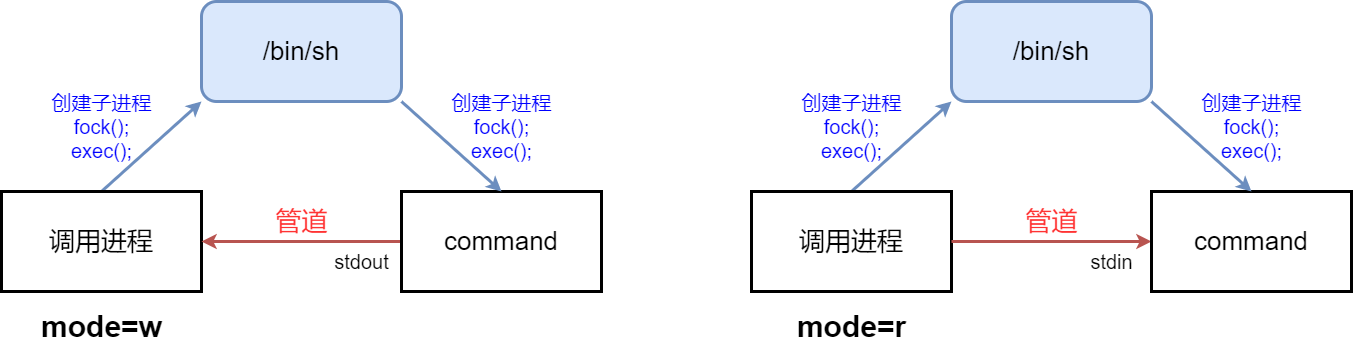 /bin/sh
创建子进程
fock();
exec();
创建子进程
fock();
exec();
调用进程
管道
stdout
command
mode=w
/bin/sh
创建子进程
fock();
exec();
创建子进程
fock();
exec();
调用进程
管道
stdin
command
mode=r